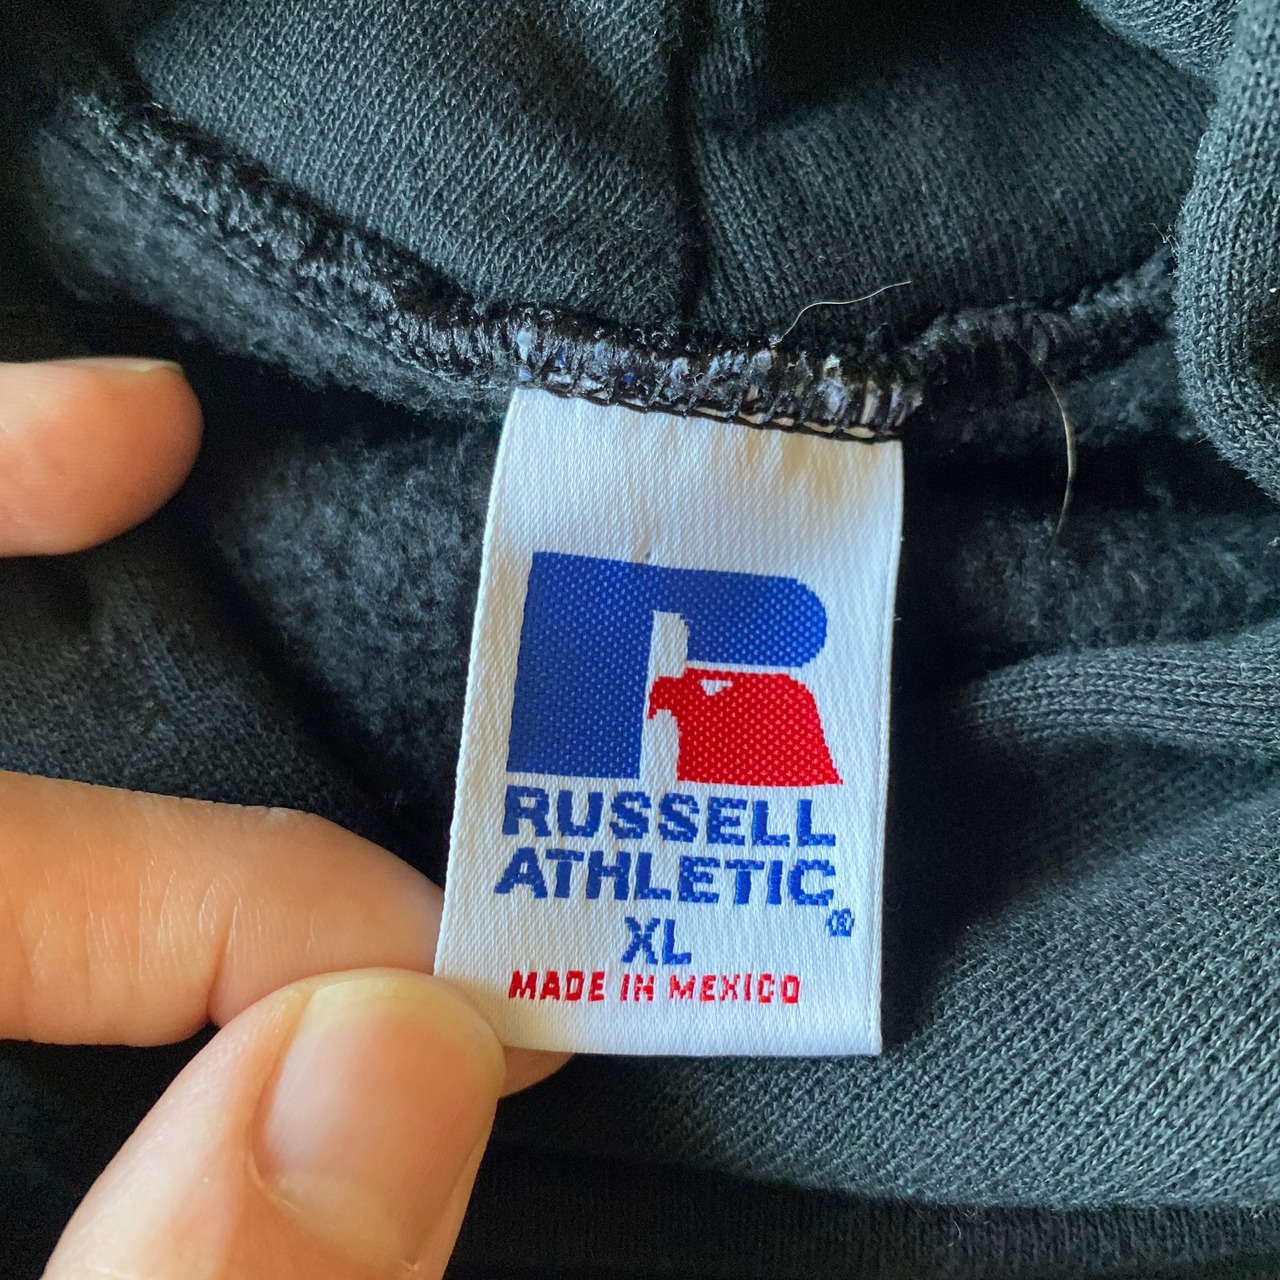 RUSSELL
ATHLETIC®
XL
MADE IN MEXICO